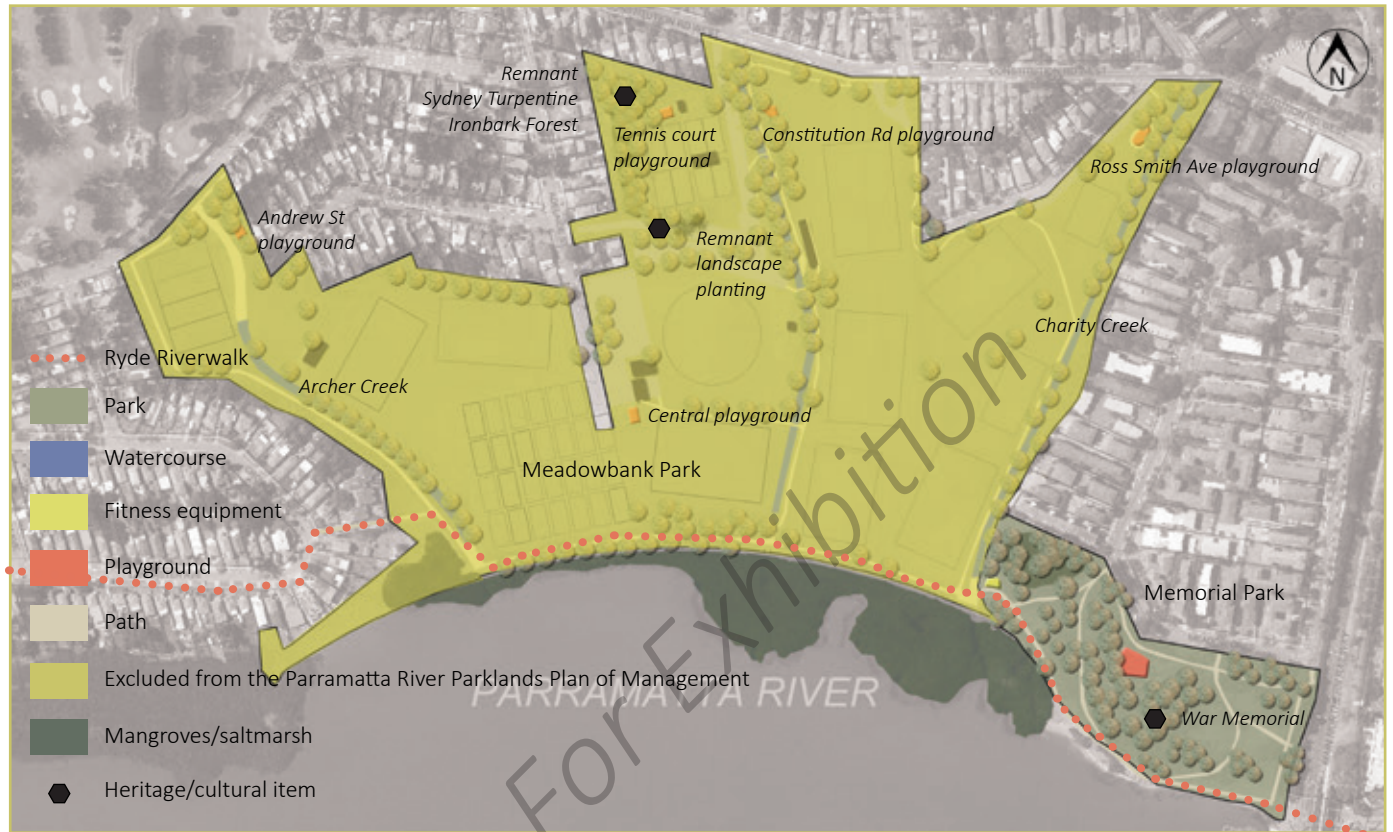 N
Remnant
Sydney Turpentine
Ironbark Forest
Tennis court
playground
Constitution Rd playground
Ross Smith Ave playground
Andrew St
playground
Remnant
landscape
planting
Charity Creek
Archer Creek
Central playground
Meadowbank Park
Memorial Park
War Memorial
PARRAMATTA RIVER
For Exhibition
Ryde Riverwalk
Park
Watercourse
Fitness equipment
Playground
Path
Excluded from the Parramatta River Parklands Plan of Management
Mangroves/saltmarsh
Heritage/cultural item